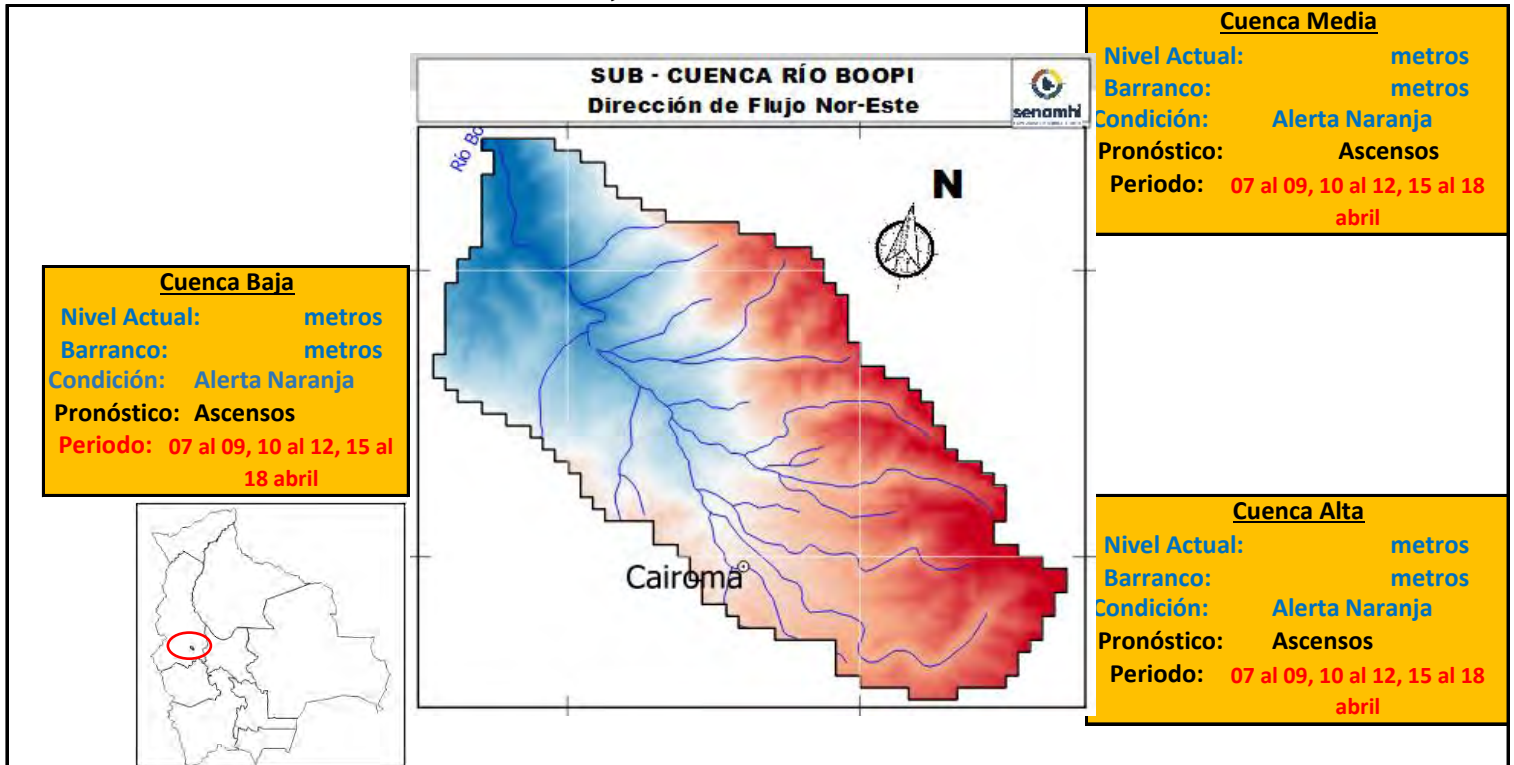 SUB - CUENCA RÍO BOOPI
Dirección de Flujo Nor-Este
senamhi
Río Bo
N
Cairoma
Cuenca Media
Nivel Actual: metros
Barranco: metros
Condición: Alerta Naranja
Pronóstico: Ascensos
Periodo: 07 al 09, 10 al 12, 15 al 18
abril
Cuenca Baja
Nivel Actual: metros
Barranco: metros
Condición: Alerta Naranja
Pronóstico: Ascensos
Periodo: 07 al 09, 10 al 12, 15 al
18 abril
Cuenca Alta
Nivel Actual: metros
Barranco: metros
Condición: Alerta Naranja
Pronóstico: Ascensos
Periodo: 07 al 09, 10 al 12, 15 al 18
abril